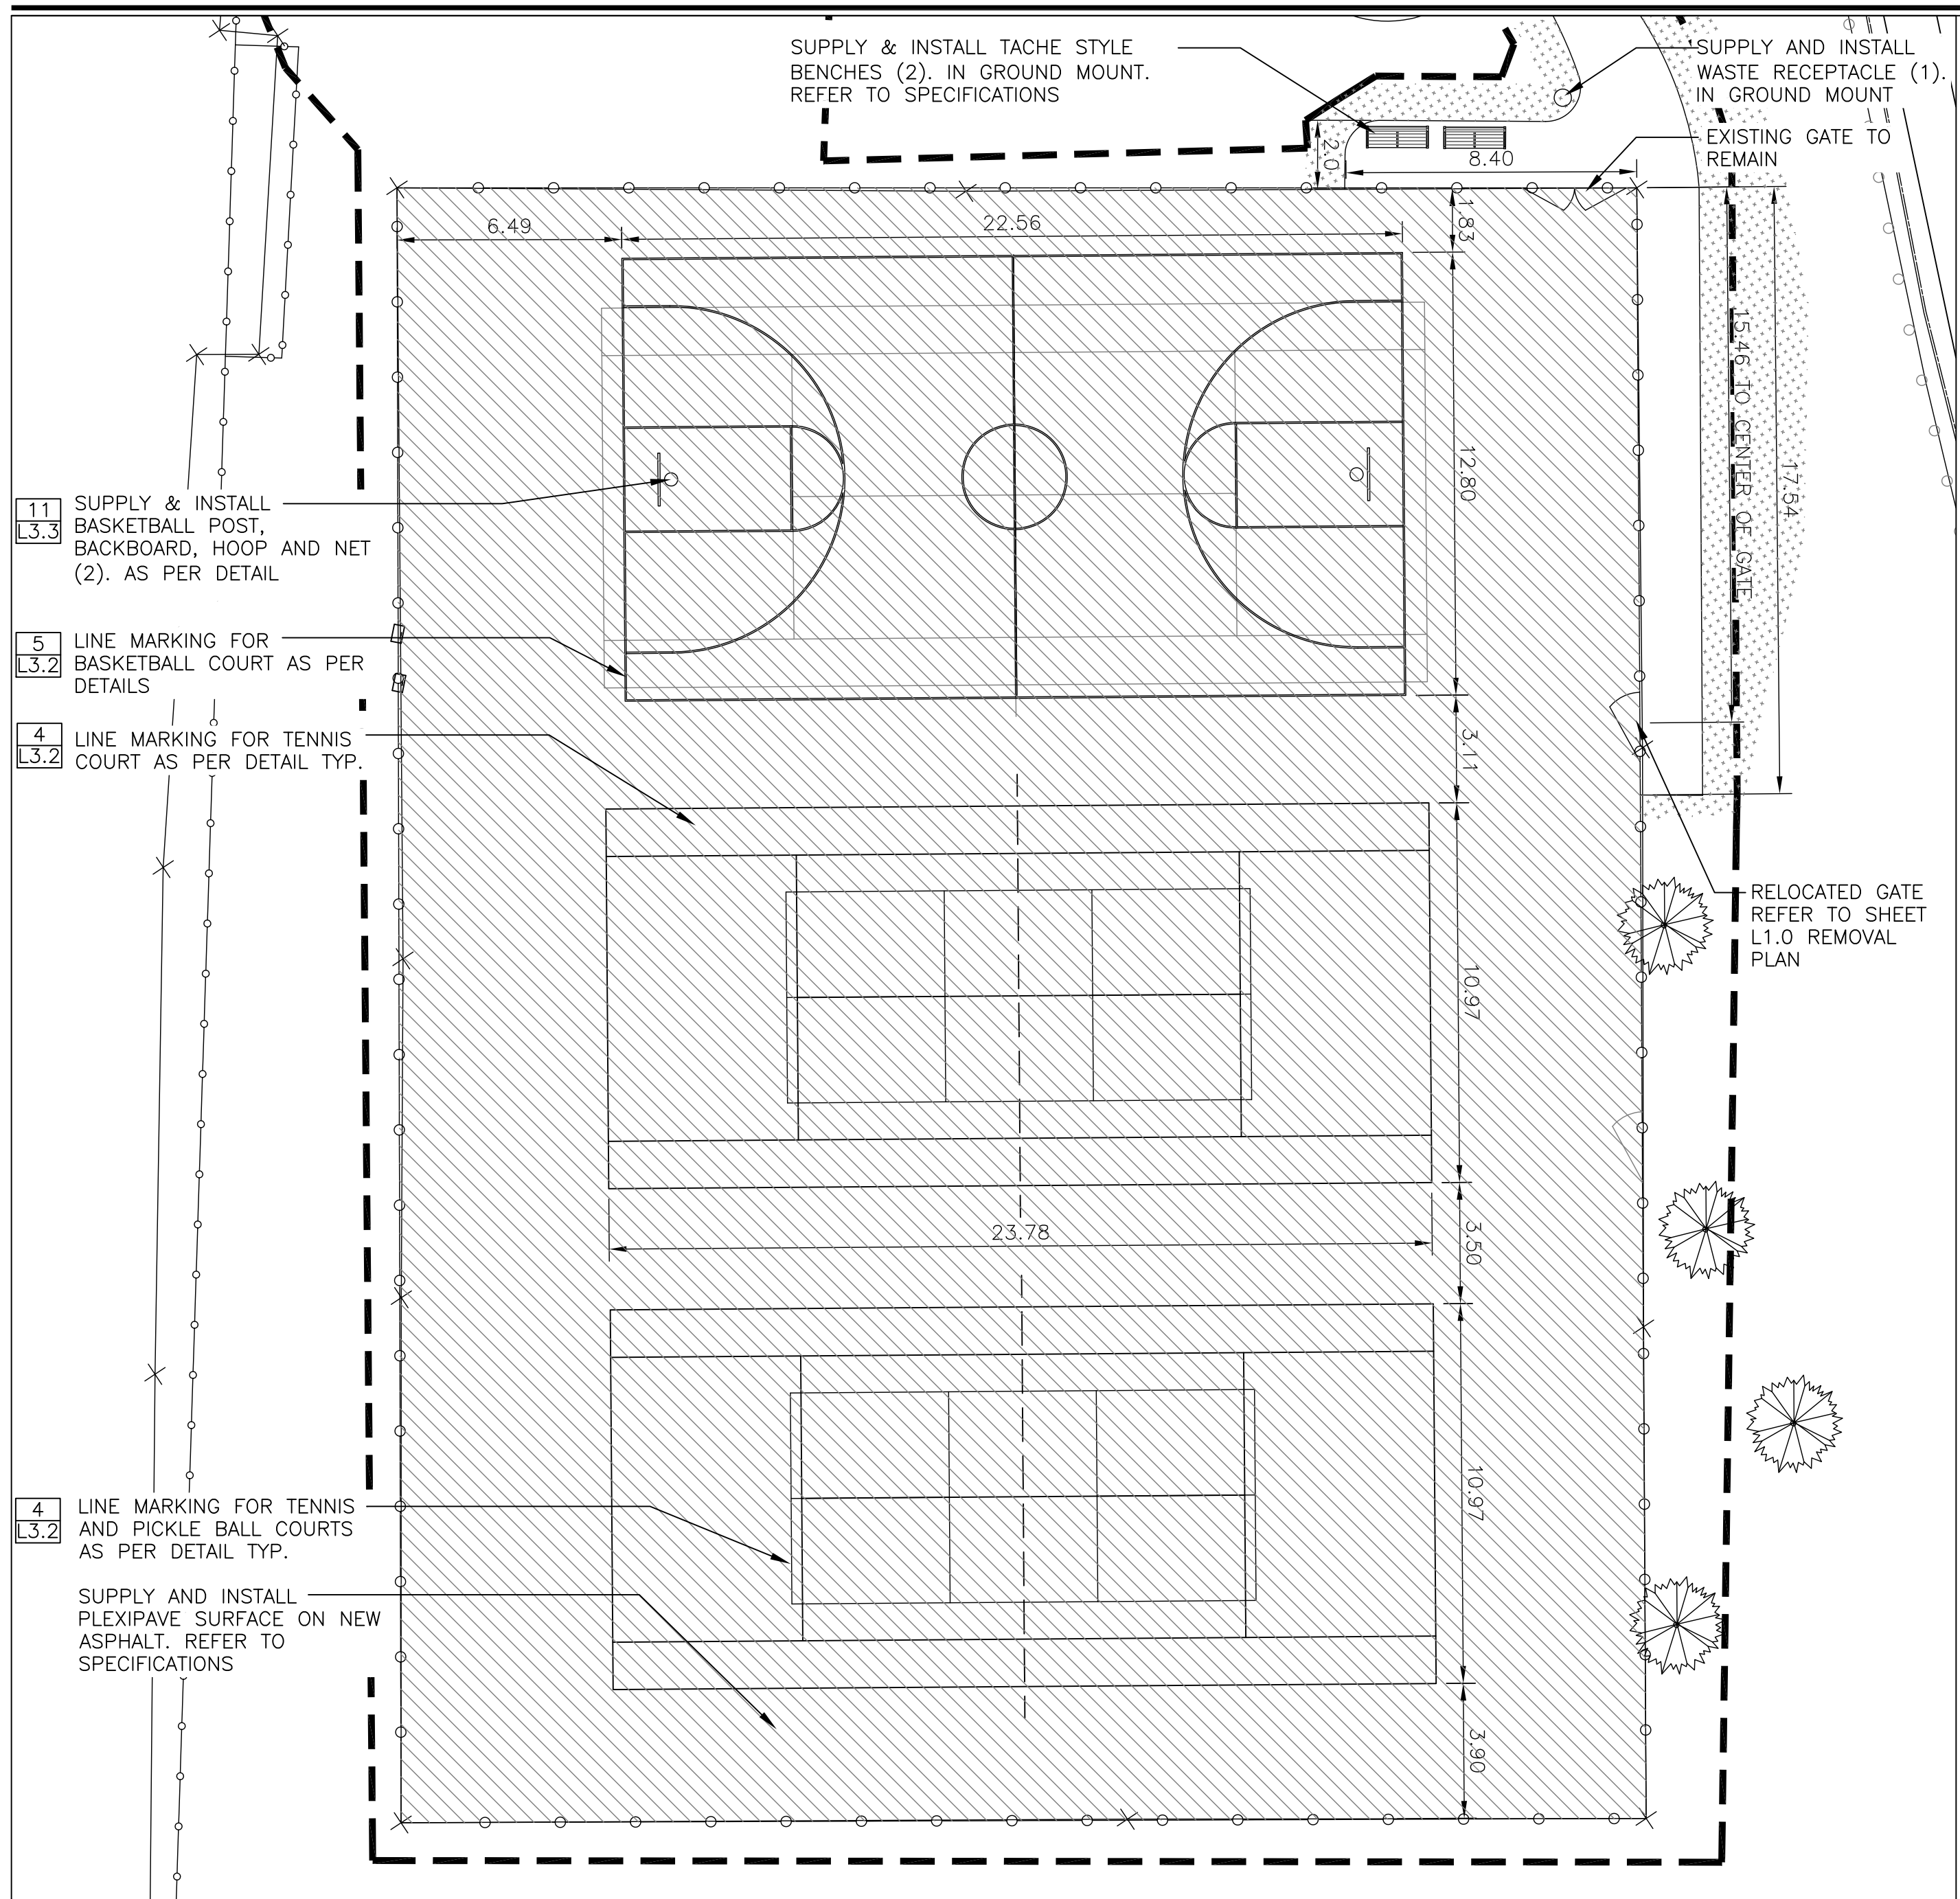 SUPPLY & INSTALL TACHE STYLE
BENCHES (2). IN GROUND MOUNT.
REFER TO SPECIFICATIONS
SUPPLY AND INSTALL
WASTE RECEPTACLE (1).
IN GROUND MOUNT
EXISTING GATE TO
REMAIN
2.0
8.40
6.49
22.56
1.83
15.46 TO CENTER OF GATE
17.54
12.80
11
L3.3
SUPPLY & INSTALL
BASKETBALL POST,
BACKBOARD, HOOP AND NET
(2). AS PER DETAIL
5
L3.2
LINE MARKING FOR
BASKETBALL COURT AS PER
DETAILS
4
L3.2
LINE MARKING FOR TENNIS
COURT AS PER DETAIL TYP.
3.11
RELOCATED GATE
REFER TO SHEET
L1.0 REMOVAL
PLAN
10.97
23.78
3.50
10.97
4
L3.2
LINE MARKING FOR TENNIS
AND PICKLE BALL COURTS
AS PER DETAIL TYP.
SUPPLY AND INSTALL
PLEXIPAVE SURFACE ON NEW
ASPHALT. REFER TO
SPECIFICATIONS
3.90